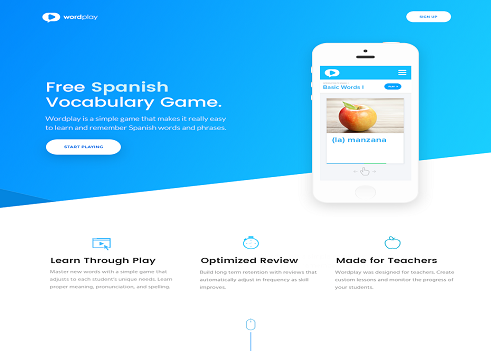 wordplay
SIGN UP
Free Spanish
Vocabulary Game.
Wordplay is a simple game that makes it really easy
to learn and remember Spanish words and phrases.
START PLAYING
Basic Words I
(la) manzana
Learn Through Play
Master new words with a simple game that
adjusts to each student's unique needs. Learn
proper meaning, pronunciation, and spelling.
Optimized Review
Build long term retention with reviews that
automatically adjust in frequency as skill
improves.
Made for Teachers
Wordplay was designed for teachers. Create
custom lessons and monitor the progress of
your students.